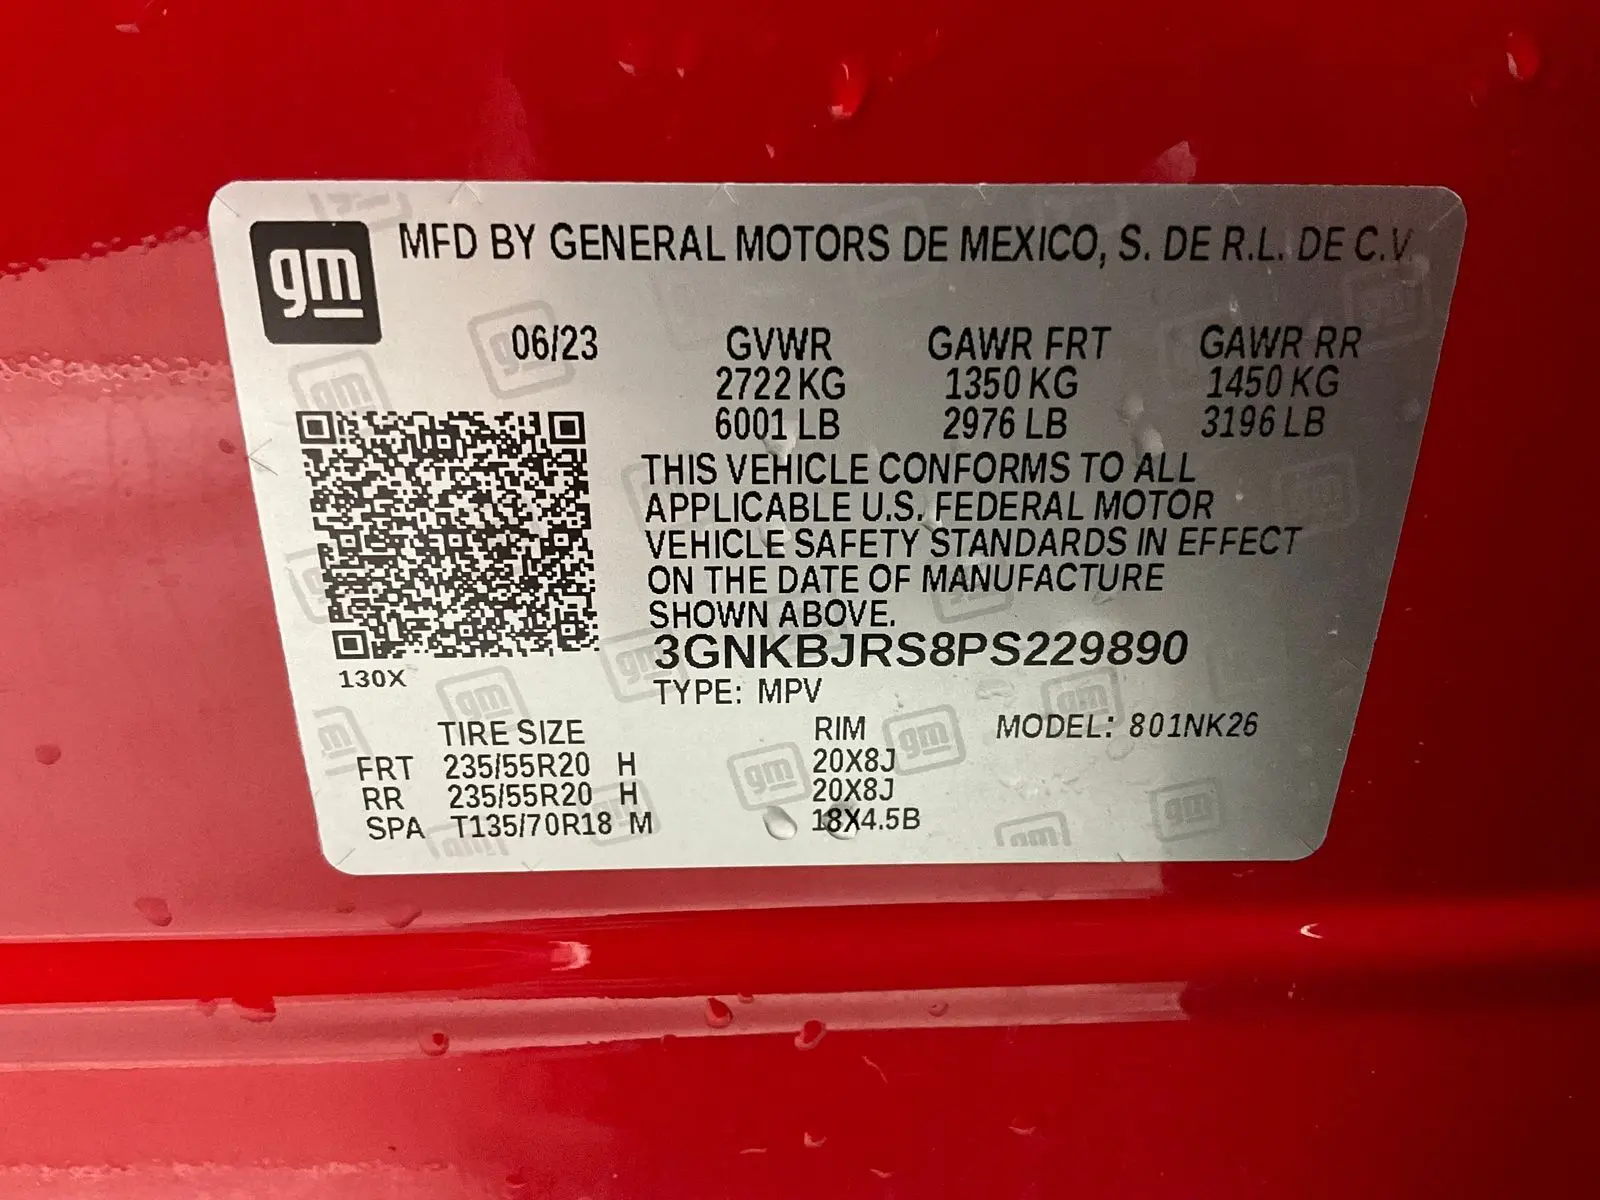 gm MFD BY GENERAL MOTORS DE MEXICO, S. DE R.L. DE C.V.
06/23 GVWR GAWR FRT GAWR RR
2722 KG 1350 KG 1450 KG
6001 LB 2976 LB 3196 LB
THIS VEHICLE CONFORMS TO ALL
APPLICABLE U.S. FEDERAL MOTOR
VEHICLE SAFETY STANDARDS IN EFFECT
ON THE DATE OF MANUFACTURE
SHOWN ABOVE.
3GNKBJRS8PS229890
130X
TYPE: MPV
TIRE SIZE RIM MODEL: 801NK26
FRT 235/55R20 H 20X8J
RR 235/55R20 H 20X8J
SPA T135/70R18 M 18X4.5B